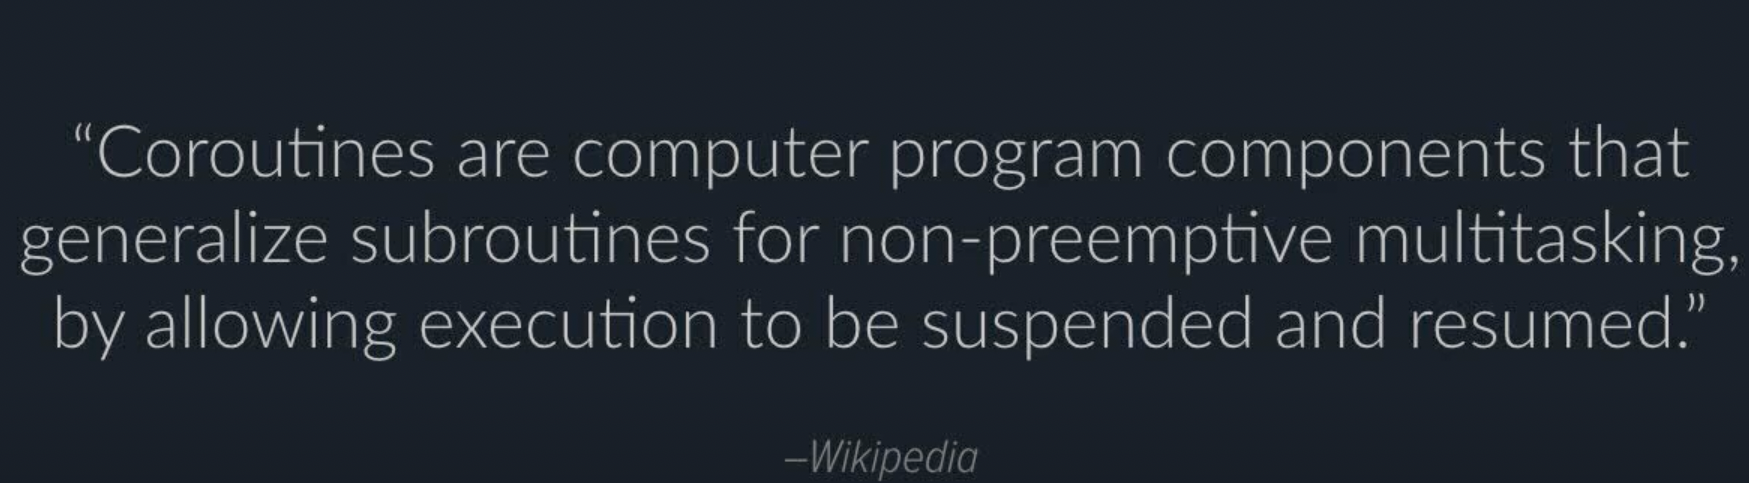 “Coroutines are computer program components that
generalize subroutines for non-preemptive multitasking,
by allowing execution to be suspended and resumed.”
–Wikipedia